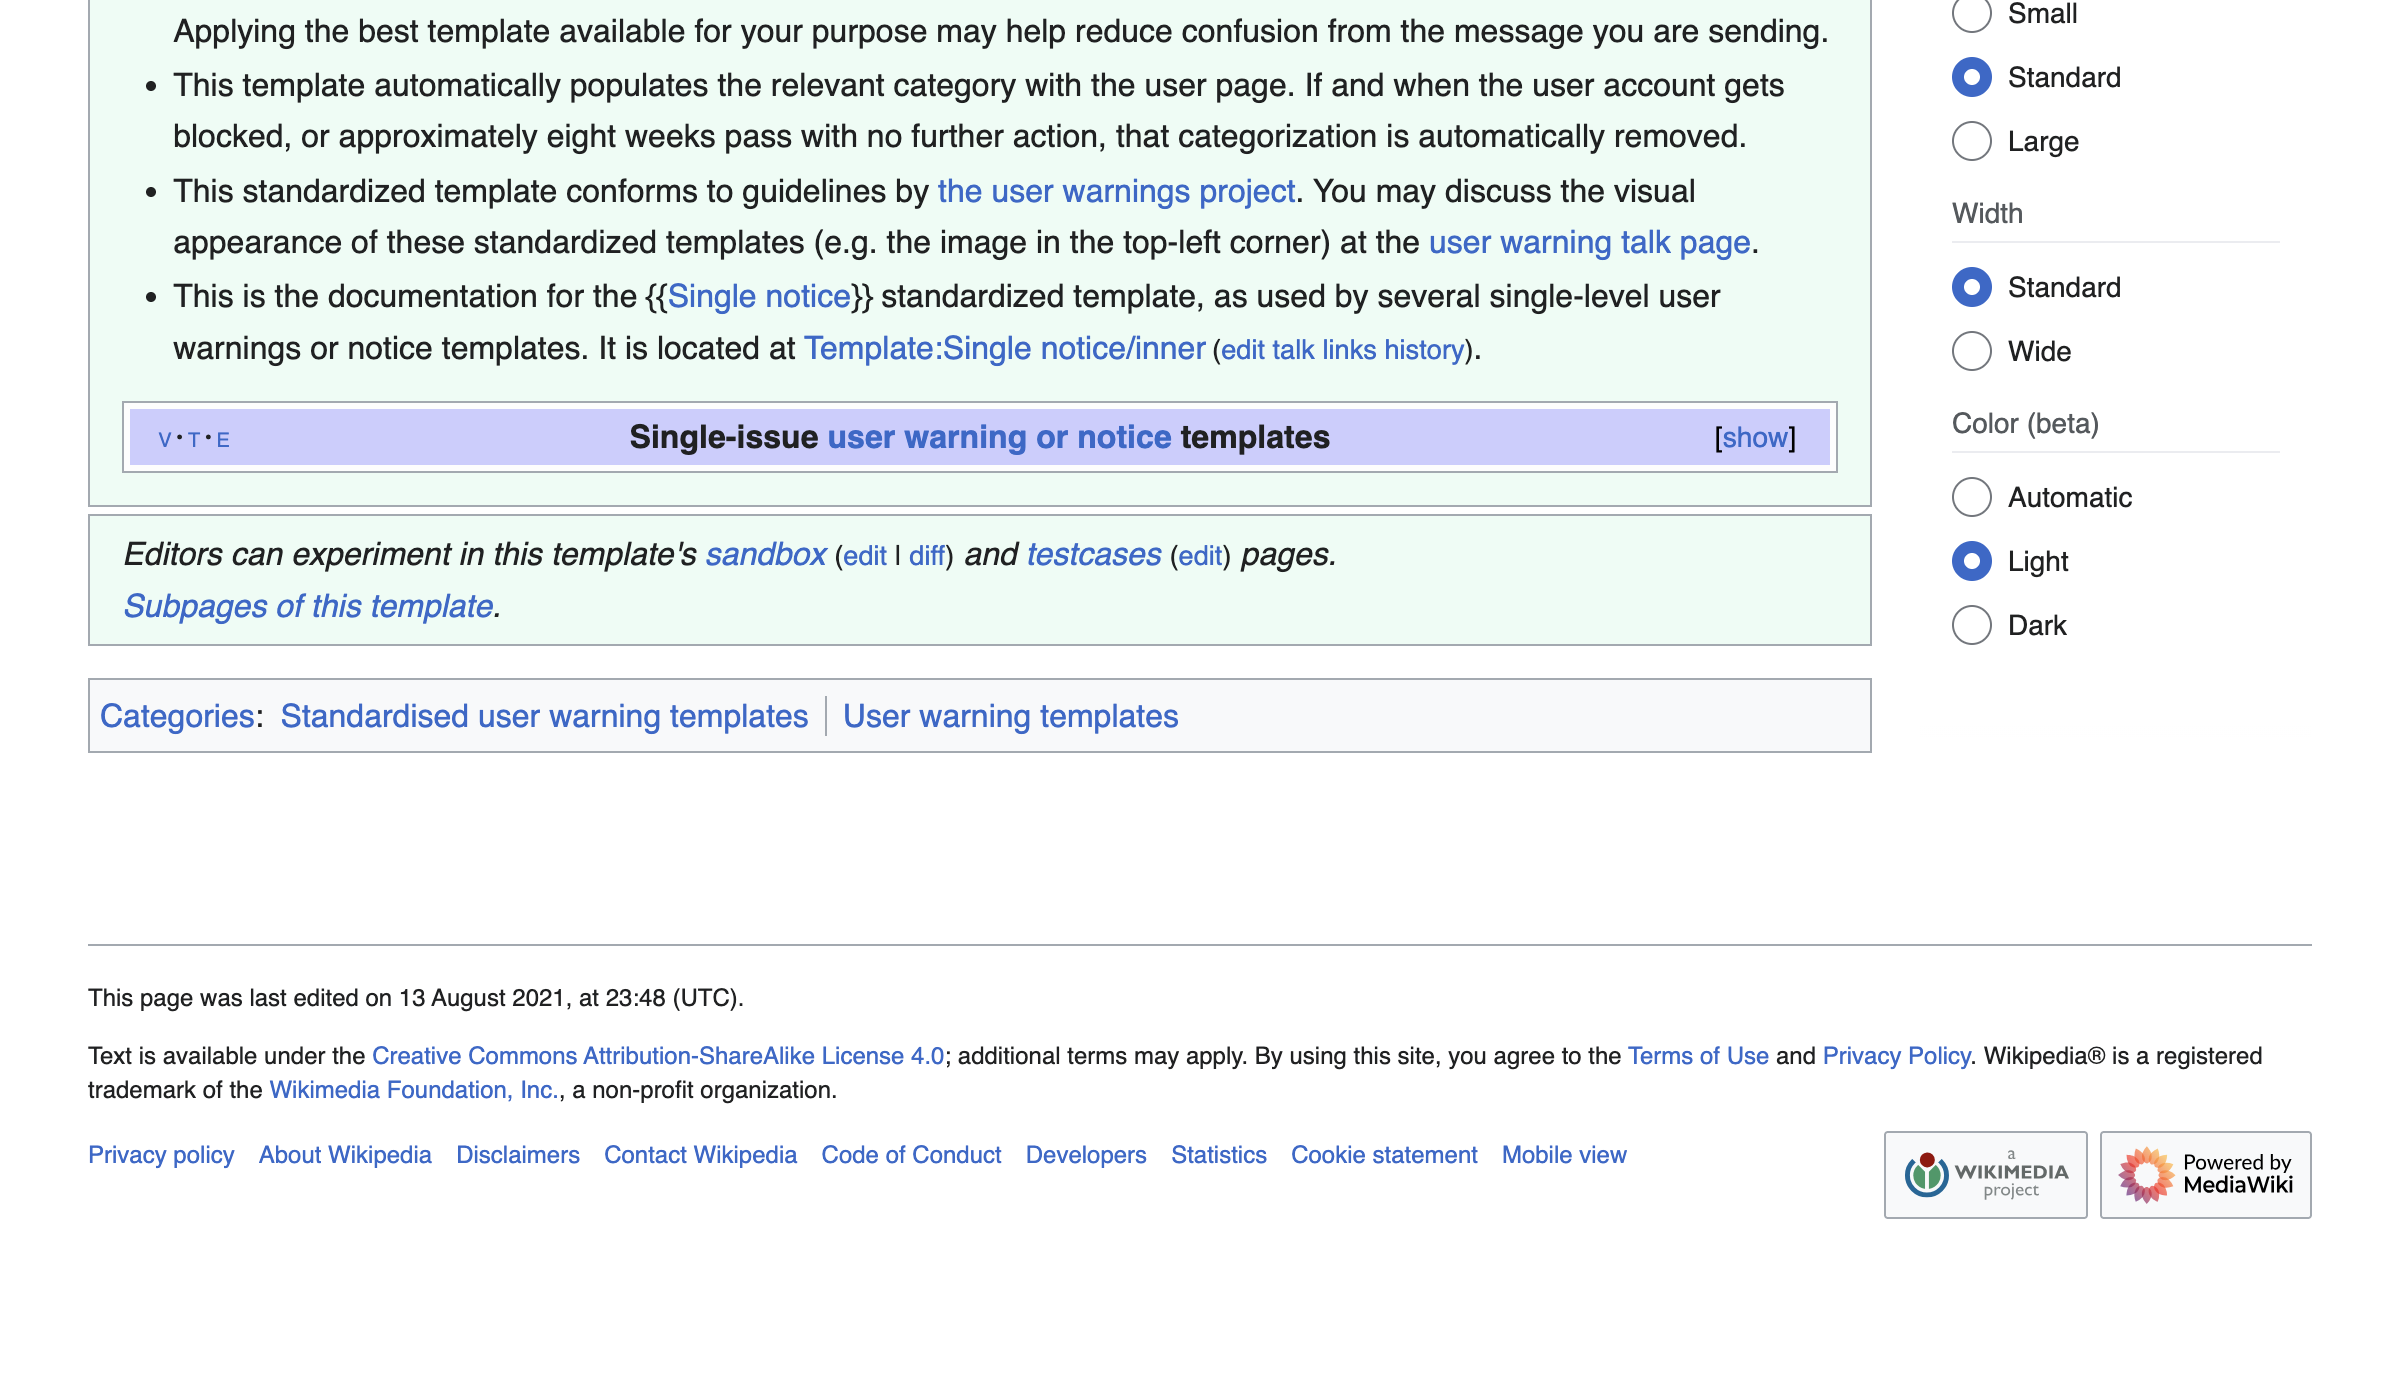 Applying the best template available for your purpose may help reduce confusion from the message you are sending.
• This template automatically populates the relevant category with the user page. If and when the user account gets
blocked, or approximately eight weeks pass with no further action, that categorization is automatically removed.
• This standardized template conforms to guidelines by the user warnings project. You may discuss the visual
appearance of these standardized templates (e.g. the image in the top-left corner) at the user warning talk page.
• This is the documentation for the {{Single notice}} standardized template, as used by several single-level user
warnings or notice templates. It is located at Template:Single notice/inner (edit talk links history).
V · T · E Single-issue user warning or notice templates [show]
Editors can experiment in this template's sandbox (edit | diff) and testcases (edit) pages.
Subpages of this template.
Categories: Standardised user warning templates | User warning templates
Small
Standard
Large
Width
Standard
Wide
Color (beta)
Automatic
Light
Dark
This page was last edited on 13 August 2021, at 23:48 (UTC).
Text is available under the Creative Commons Attribution-ShareAlike License 4.0; additional terms may apply. By using this site, you agree to the Terms of Use and Privacy Policy. Wikipedia® is a registered
trademark of the Wikimedia Foundation, Inc., a non-profit organization.
Privacy policy About Wikipedia Disclaimers Contact Wikipedia Code of Conduct Developers Statistics Cookie statement Mobile view
a
WIKIMEDIA
project
Powered by
MediaWiki